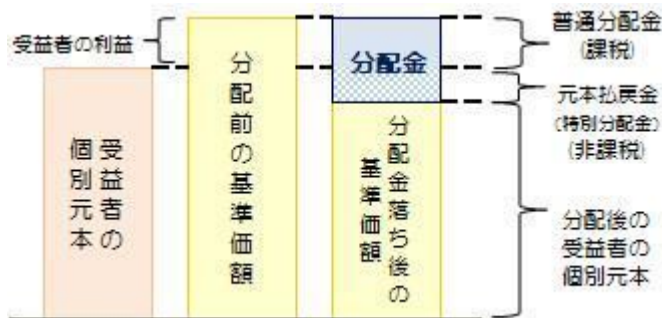 受益者の利益
受益者の
個別元本
分配前の基準価額
分配金
分配金落ち後の
基準価額
普通分配金
(課税)
元本払戻金
(特別分配金)
(非課税)
分配後の
受益者の
個別元本